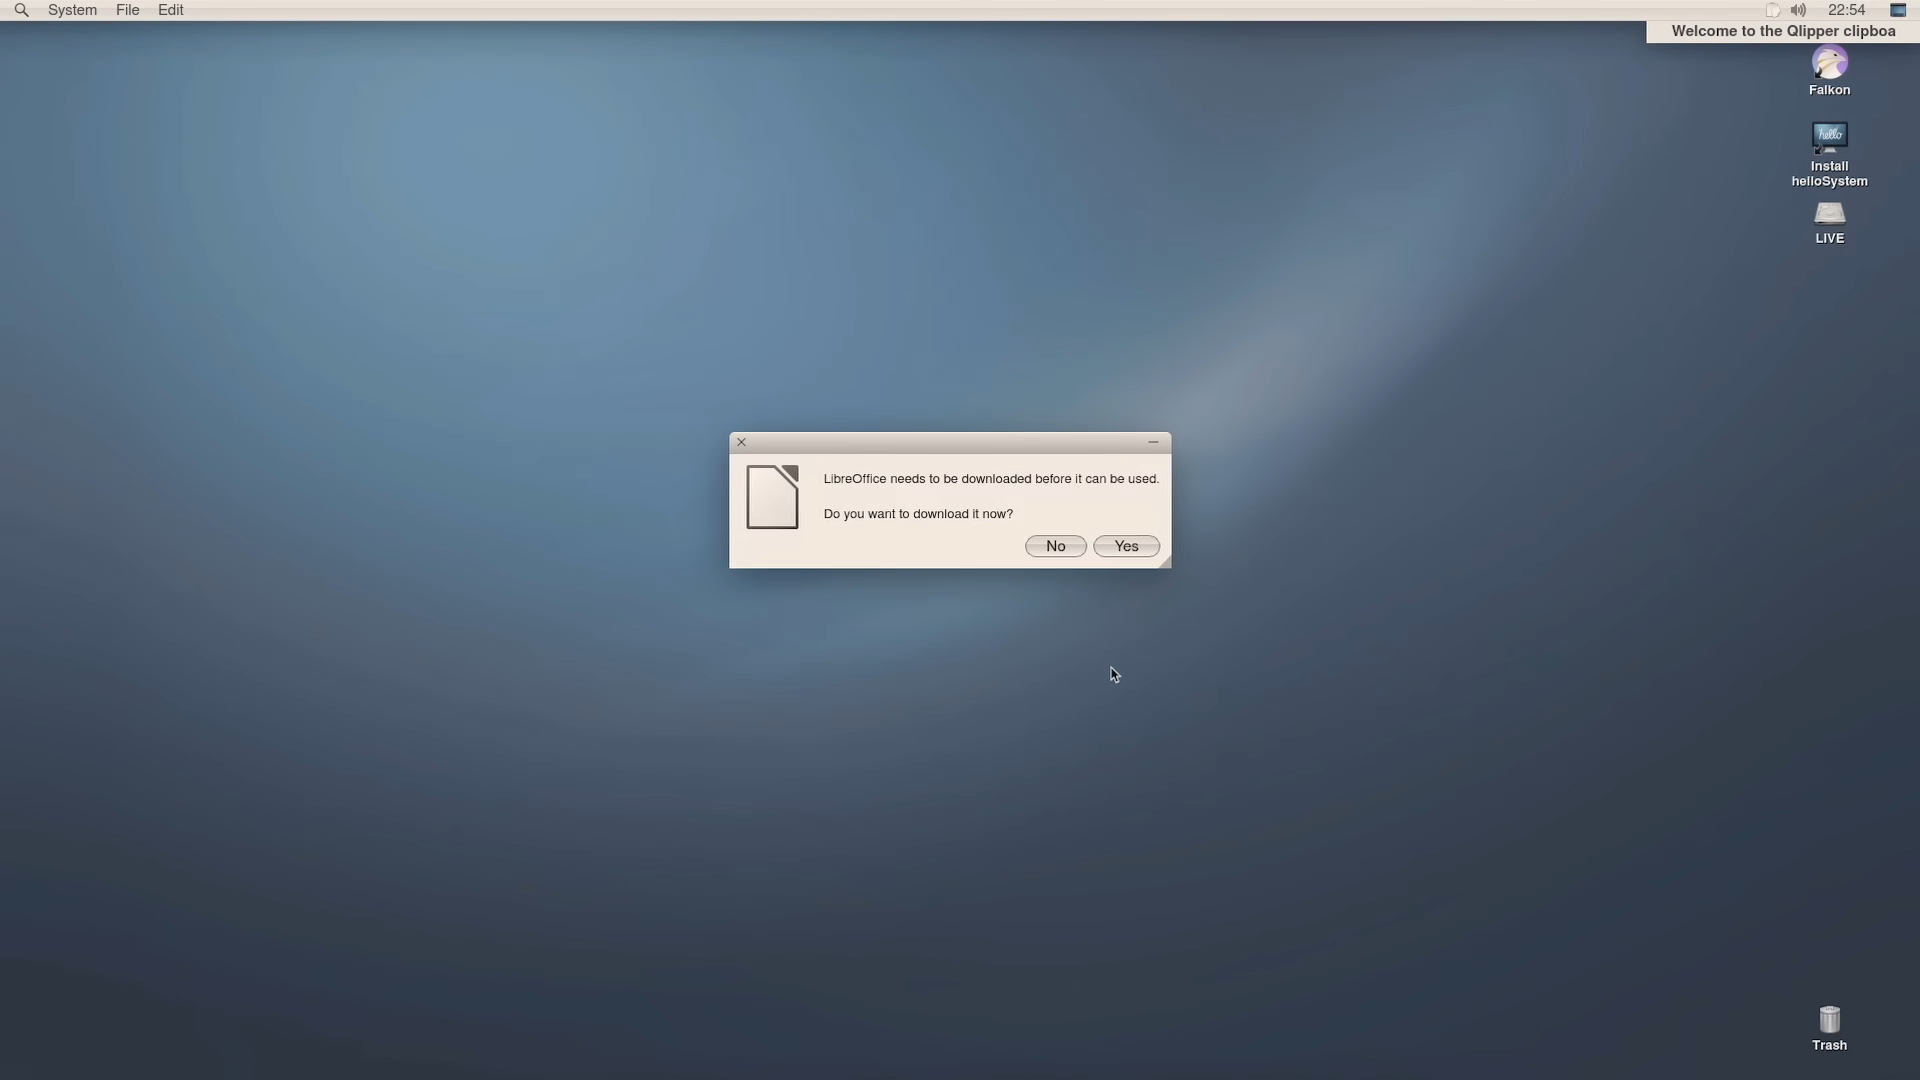 System File Edit 22:54
Welcome to the Qlipper clipboa
Falkon
hello
Install
helloSystem
LIVE
LibreOffice needs to be downloaded before it can be used.
Do you want to download it now?
No Yes
Trash